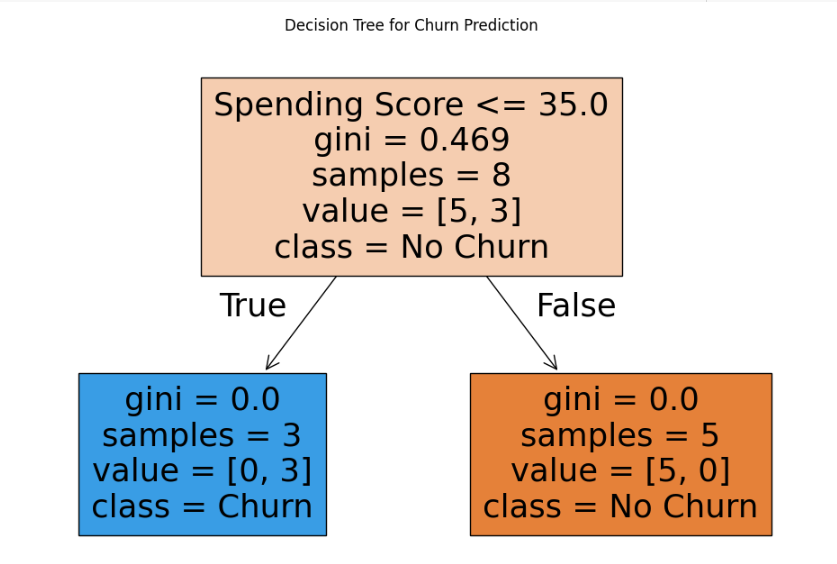 Decision Tree for Churn Prediction
Spending Score <= 35.0
gini = 0.469
samples = 8
value = [5, 3]
class = No Churn
True
False
gini = 0.0
samples = 3
value = [0, 3]
class = Churn
gini = 0.0
samples = 5
value = [5, 0]
class = No Churn